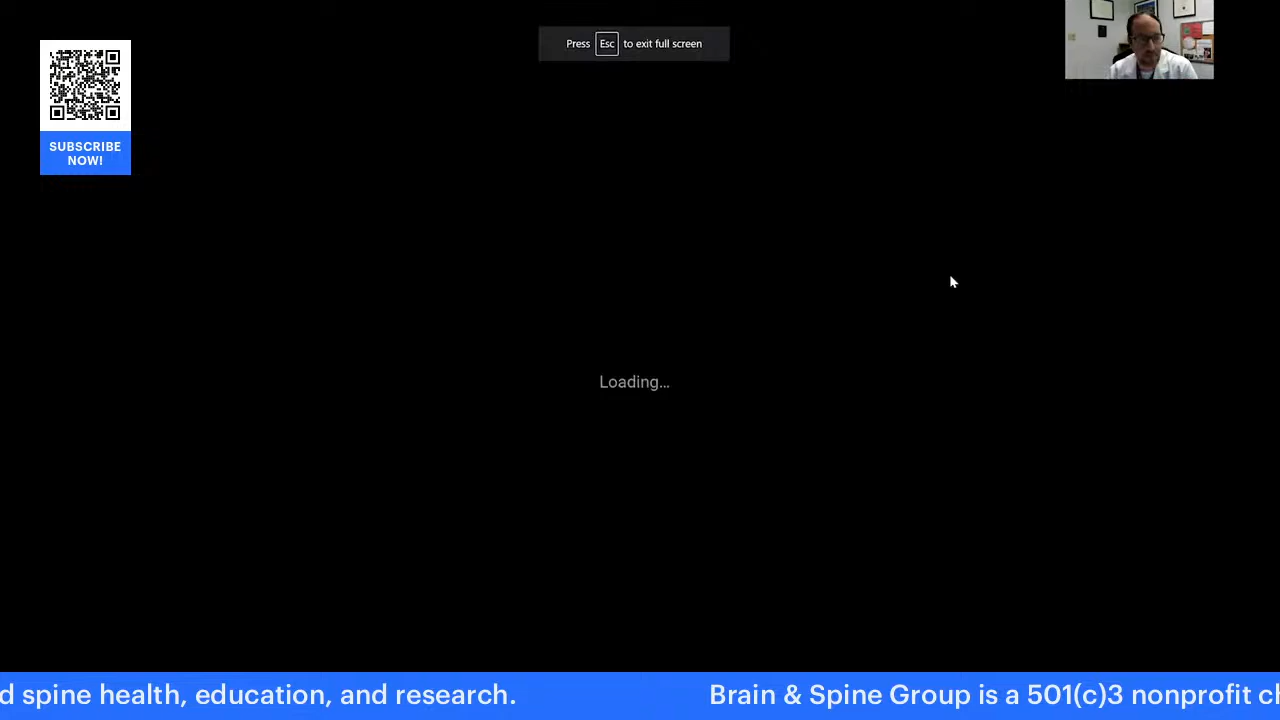 Press Esc to exit full screen
SUBSCRIBE
NOW!
Loading...
d spine health, education, and research. Brain & Spine Group is a 501(c)3 nonprofit ch